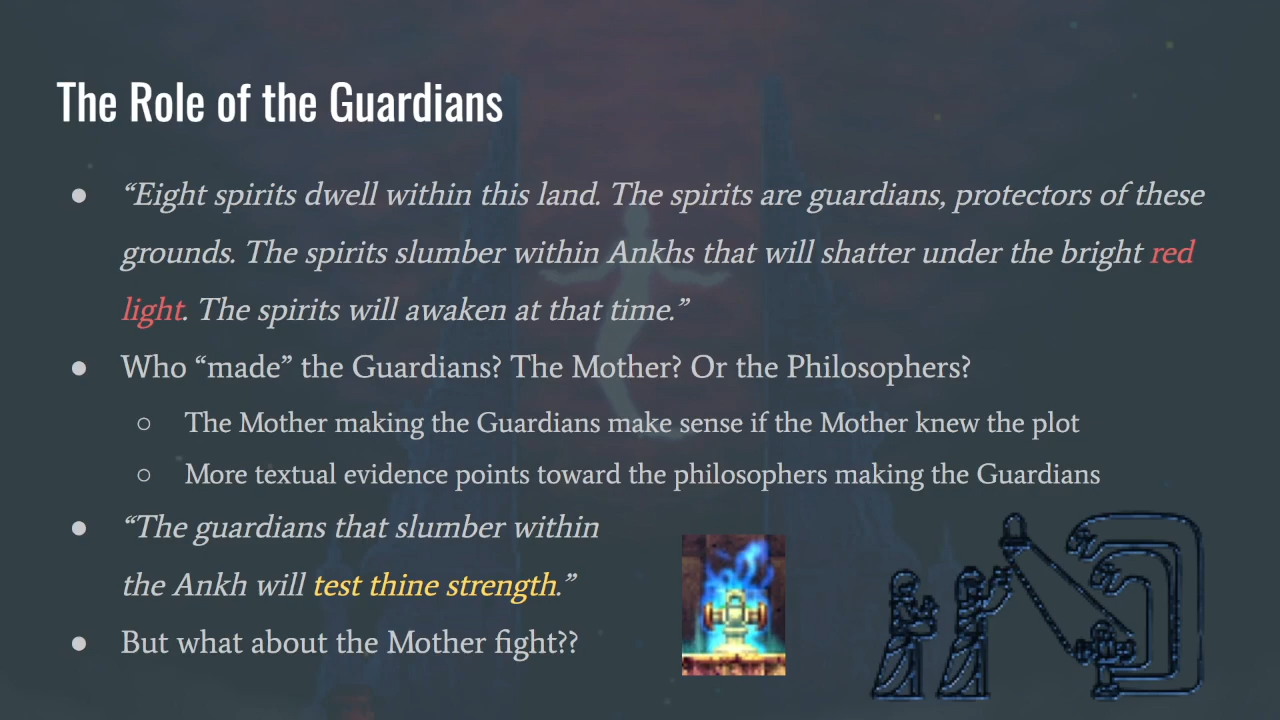 The Role of the Guardians
● “Eight spirits dwell within this land. The spirits are guardians, protectors of these
grounds. The spirits slumber within Ankhs that will shatter under the bright red
light. The spirits will awaken at that time.”
● Who “made” the Guardians? The Mother? Or the Philosophers?
○ The Mother making the Guardians make sense if the Mother knew the plot
○ More textual evidence points toward the philosophers making the Guardians
● “The guardians that slumber within
the Ankh will test thine strength.”
● But what about the Mother fight??